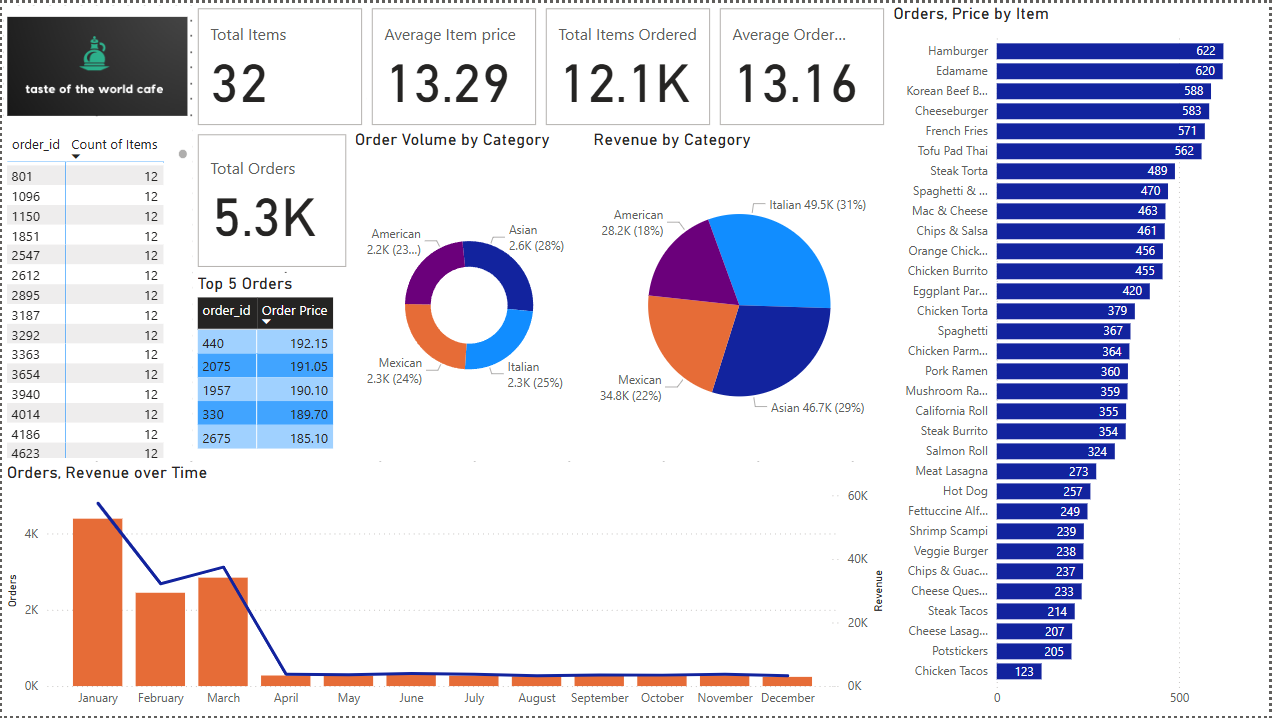 taste of the world cafe
Total Items
32
Average Item price
13.29
Total Items Ordered
12.1K
Average Order...
13.16
order_id Count of Items
801 12
1096 12
1150 12
1851 12
2547 12
2612 12
2895 12
3187 12
3292 12
3363 12
3654 12
3940 12
4014 12
4186 12
4623 12
Total Orders
5.3K
Top 5 Orders
order_id Order Price
440 192.15
2075 191.05
1957 190.10
330 189.70
2675 185.10
Order Volume by Category
American
2.2K (23...)
Asian
2.6K (28%)
Mexican
2.3K (24%)
Italian
2.3K (25%)
Revenue by Category
Italian 49.5K (31%)
American
28.2K (18%)
Mexican
34.8K (22%)
Asian 46.7K (29%)
Orders, Revenue over Time
Orders
4K
2K
0K
60K
40K
20K
0K
Revenue
January February March April May June July August September October November December
Orders, Price by Item
Hamburger 622
Edamame 620
Korean Beef B... 588
Cheeseburger 583
French Fries 571
Tofu Pad Thai 562
Steak Torta 489
Spaghetti & ... 470
Mac & Cheese 463
Chips & Salsa 461
Orange Chick... 456
Chicken Burrito 455
Eggplant Par... 420
Chicken Torta 379
Spaghetti 367
Chicken Parm... 364
Pork Ramen 360
Mushroom Ra... 359
California Roll 355
Steak Burrito 354
Salmon Roll 324
Meat Lasagna 273
Hot Dog 257
Fettuccine Alf... 249
Shrimp Scampi 239
Veggie Burger 238
Chips & Guac... 237
Cheese Ques... 233
Steak Tacos 214
Cheese Lasag... 207
Potstickers 205
Chicken Tacos 123
0 500